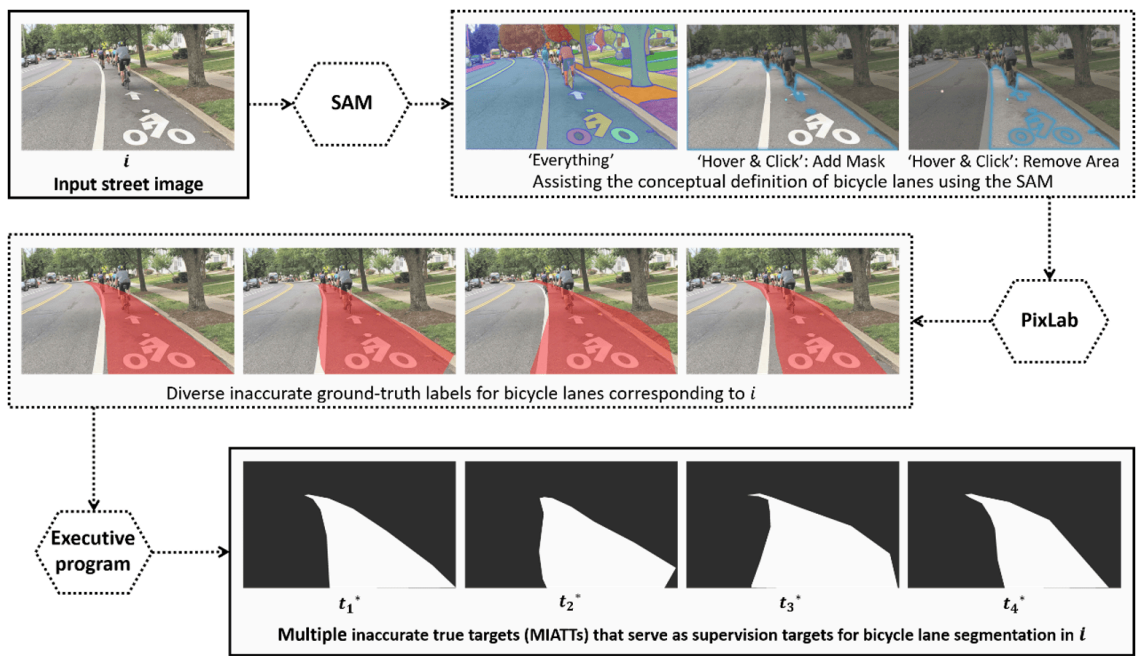 i
Input street image
SAM
'Everything'
'Hover & Click': Add Mask
'Hover & Click': Remove Area
Assisting the conceptual definition of bicycle lanes using the SAM
PixLab
Diverse inaccurate ground-truth labels for bicycle lanes corresponding to i
Executive
program
t₁*
t₂*
t₃*
t₄*
Multiple inaccurate true targets (MIATTs) that serve as supervision targets for bicycle lane segmentation in i